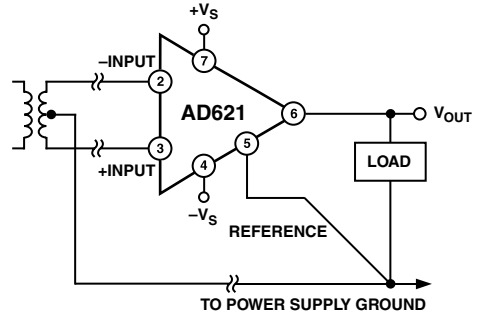 +VS
–INPUT
7
2
AD621
6
VOUT
3
5
LOAD
4
+INPUT
–VS
REFERENCE
TO POWER SUPPLY GROUND